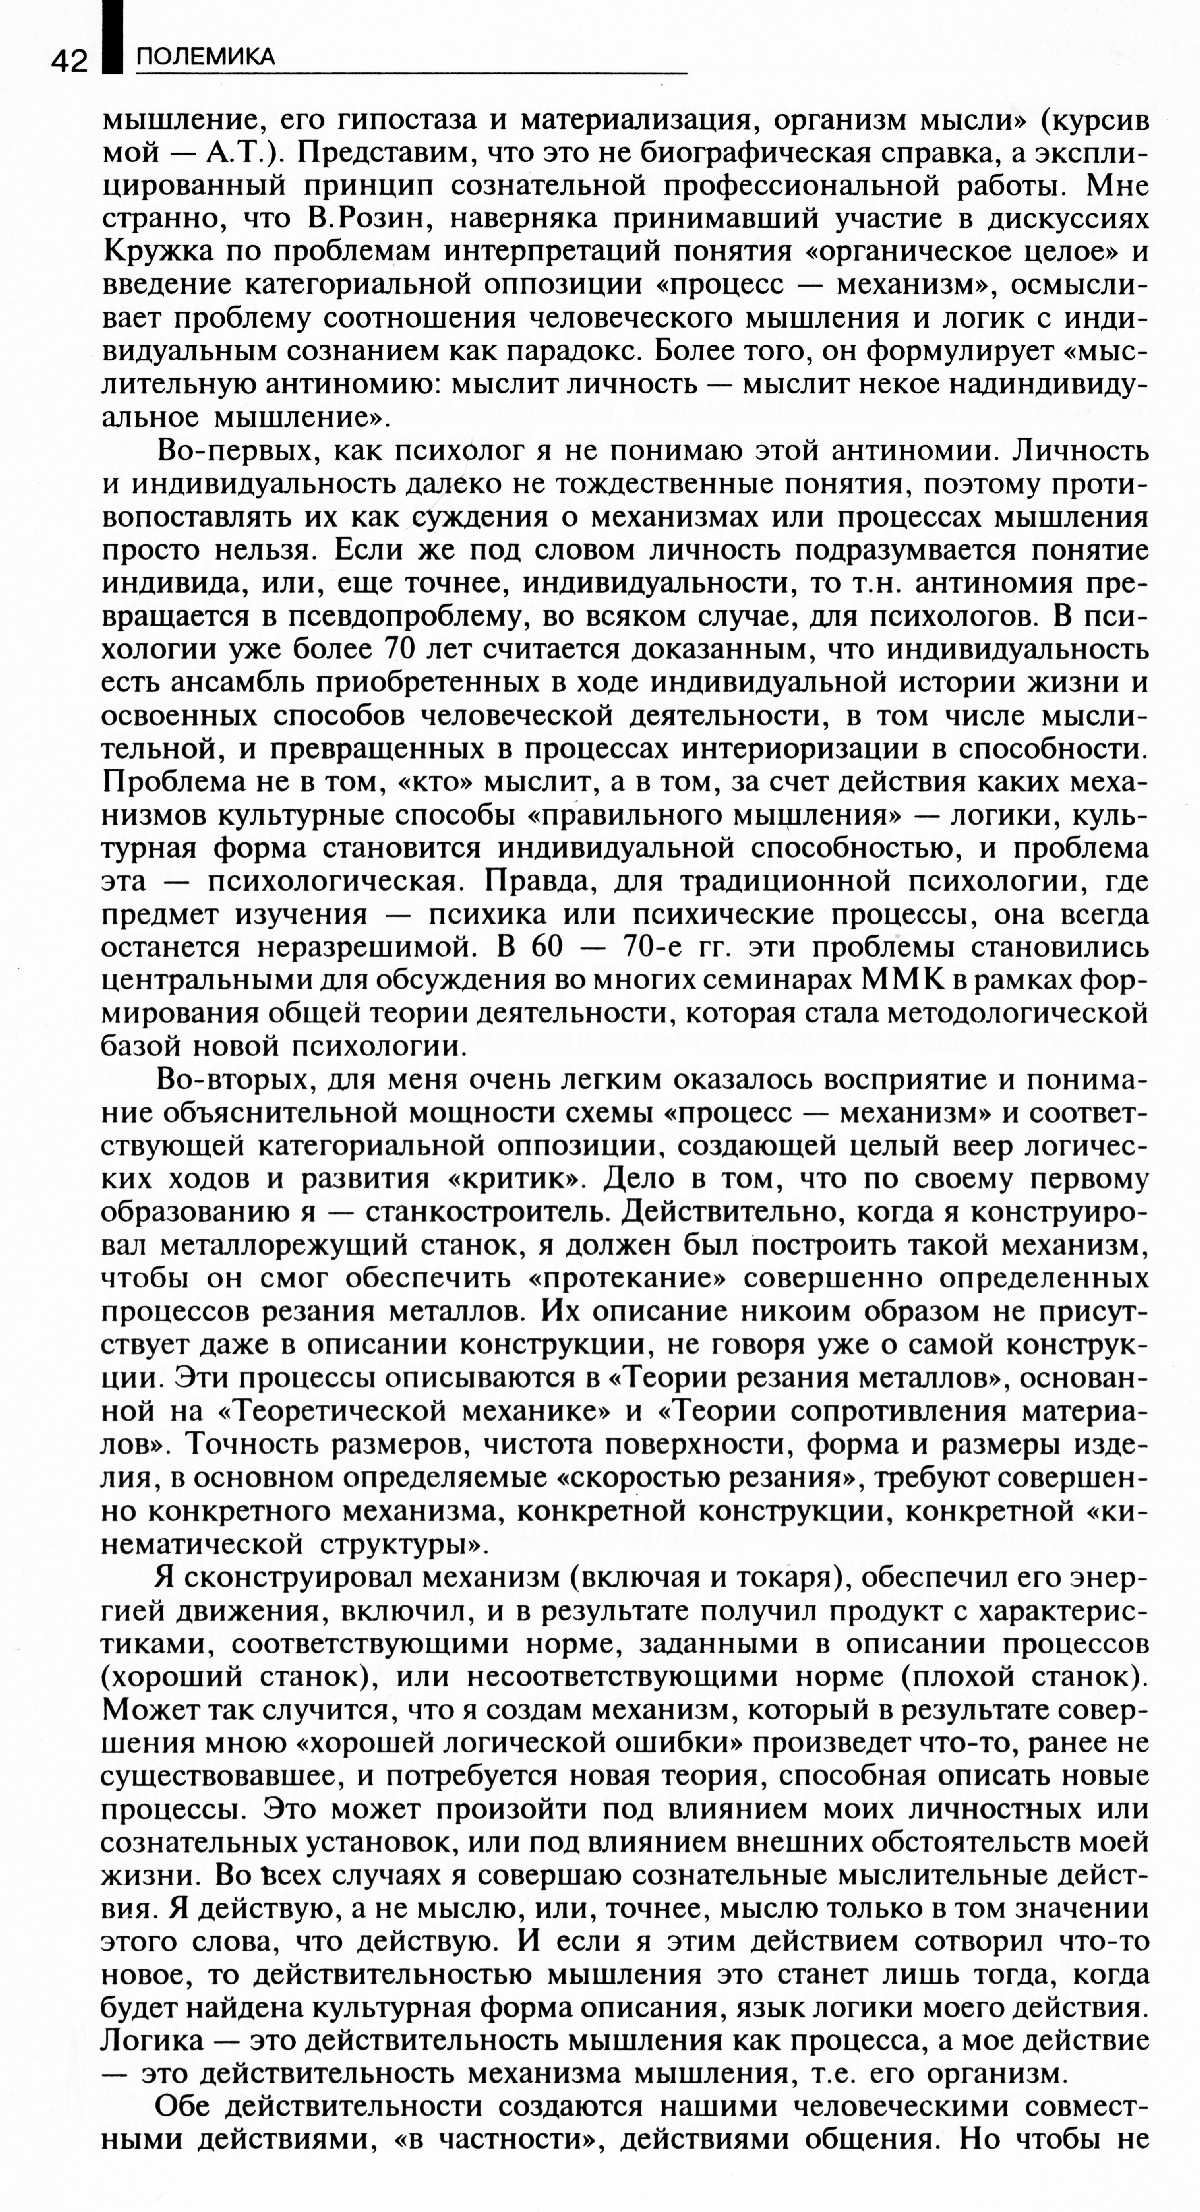 42 ПОЛЕМИКА
мышление, его гипостаза и материализация, организм мысли» (курсив
мой — А.Т.). Представим, что это не биографическая справка, а экспли-
цированный принцип сознательной профессиональной работы. Мне
странно, что В.Розин, наверняка принимавший участие в дискуссиях
Кружка по проблемам интерпретаций понятия «органическое целое» и
введение категориальной оппозиции «процесс — механизм», осмысли-
вает проблему соотношения человеческого мышления и логик с инди-
видуальным сознанием как парадокс. Более того, он формулирует «мыс-
лительную антиномию: мыслит личность — мыслит некое надиндивиду-
альное мышление».
Во-первых, как психолог я не понимаю этой антиномии. Личность
и индивидуальность далеко не тождественные понятия, поэтому проти-
вопоставлять их как суждения о механизмах или процессах мышления
просто нельзя. Если же под словом личность подразумвается понятие
индивида, или, еще точнее, индивидуальности, то т.н. антиномия пре-
вращается в псевдопроблему, во всяком случае, для психологов. В пси-
хологии уже более 70 лет считается доказанным, что индивидуальность
есть ансамбль приобретенных в ходе индивидуальной истории жизни и
освоенных способов человеческой деятельности, в том числе мысли-
тельной, и превращенных в процессах интериоризации в способности.
Проблема не в том, «кто» мыслит, а в том, за счет действия каких меха-
низмов культурные способы «правильного мышления» — логики, куль-
турная форма становится индивидуальной способностью, и проблема
эта — психологическая. Правда, для традиционной психологии, где
предмет изучения — психика или психические процессы, она всегда
останется неразрешимой. В 60 — 70-е гг. эти проблемы становились
центральными для обсуждения во многих семинарах ММК в рамках фор-
мирования общей теории деятельности, которая стала методологической
базой новой психологии.
Во-вторых, для меня очень легким оказалось восприятие и понима-
ние объяснительной мощности схемы «процесс — механизм» и соответ-
ствующей категориальной оппозиции, создающей целый веер логичес-
ких ходов и развития «критик». Дело в том, что по своему первому
образованию я — станкостроитель. Действительно, когда я конструиро-
вал металлорежущий станок, я должен был построить такой механизм,
чтобы он смог обеспечить «протекание» совершенно определенных
процессов резания металлов. Их описание никоим образом не присут-
ствует даже в описании конструкции, не говоря уже о самой конструк-
ции. Эти процессы описываются в «Теории резания металлов», основан-
ной на «Теоретической механике» и «Теории сопротивления материа-
лов». Точность размеров, чистота поверхности, форма и размеры изде-
лия, в основном определяемые «скоростью резания», требуют совершен-
но конкретного механизма, конкретной конструкции, конкретной «ки-
нематической структуры».
Я сконструировал механизм (включая и токаря), обеспечил его энер-
гией движения, включил, и в результате получил продукт с характерис-
тиками, соответствующими норме, заданными в описании процессов
(хороший станок), или несоответствующими норме (плохой станок).
Может так случится, что я создам механизм, который в результате совер-
шения мною «хорошей логической ошибки» произведет что-то, ранее не
существовавшее, и потребуется новая теория, способная описать новые
процессы. Это может произойти под влиянием моих личностных или
сознательных установок, или под влиянием внешних обстоятельств моей
жизни. Во всех случаях я совершаю сознательные мыслительные дейст-
вия. Я действую, а не мыслю, или, точнее, мыслю только в том значении
этого слова, что действую. И если я этим действием сотворил что-то
новое, то действительностью мышления это станет лишь тогда, когда
будет найдена культурная форма описания, язык логики моего действия.
Логика — это действительность мышления как процесса, а мое действие
— это действительность механизма мышления, т.е. его организм.
Обе действительности создаются нашими человеческими совмест-
ными действиями, «в частности», действиями общения. Но чтобы не